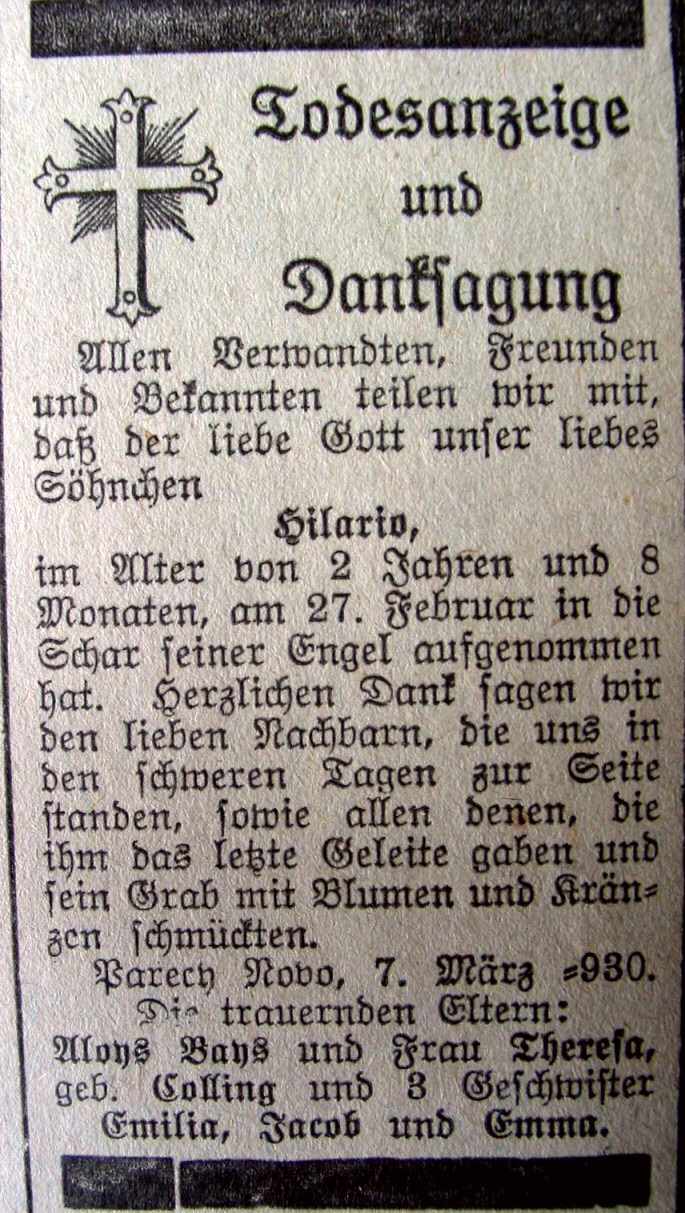 Todesanzeige
und
Dankſagung
Allen Verwandten, Freunden
und Bekannten teilen wir mit,
daß der liebe Gott unſer liebes
Söhnchen
Hilario,
im Alter von 2 Jahren und 8
Monaten, am 27. Februar in die
Schar ſeiner Engel aufgenommen
hat. Herzlichen Dank ſagen wir
den lieben Nachbarn, die uns in
den ſchweren Tagen zur Seite
ſtanden, ſowie allen denen, die
ihm das letzte Geleite gaben und
ſein Grab mit Blumen und Krän⸗
zen ſchmückten.
Parecy Novo, 7. März ⸗930.
Die trauernden Eltern:
Aloys Bays und Frau Thereſa,
geb. Colling und 3 Geſchwiſter
Emilia, Jacob und Emma.